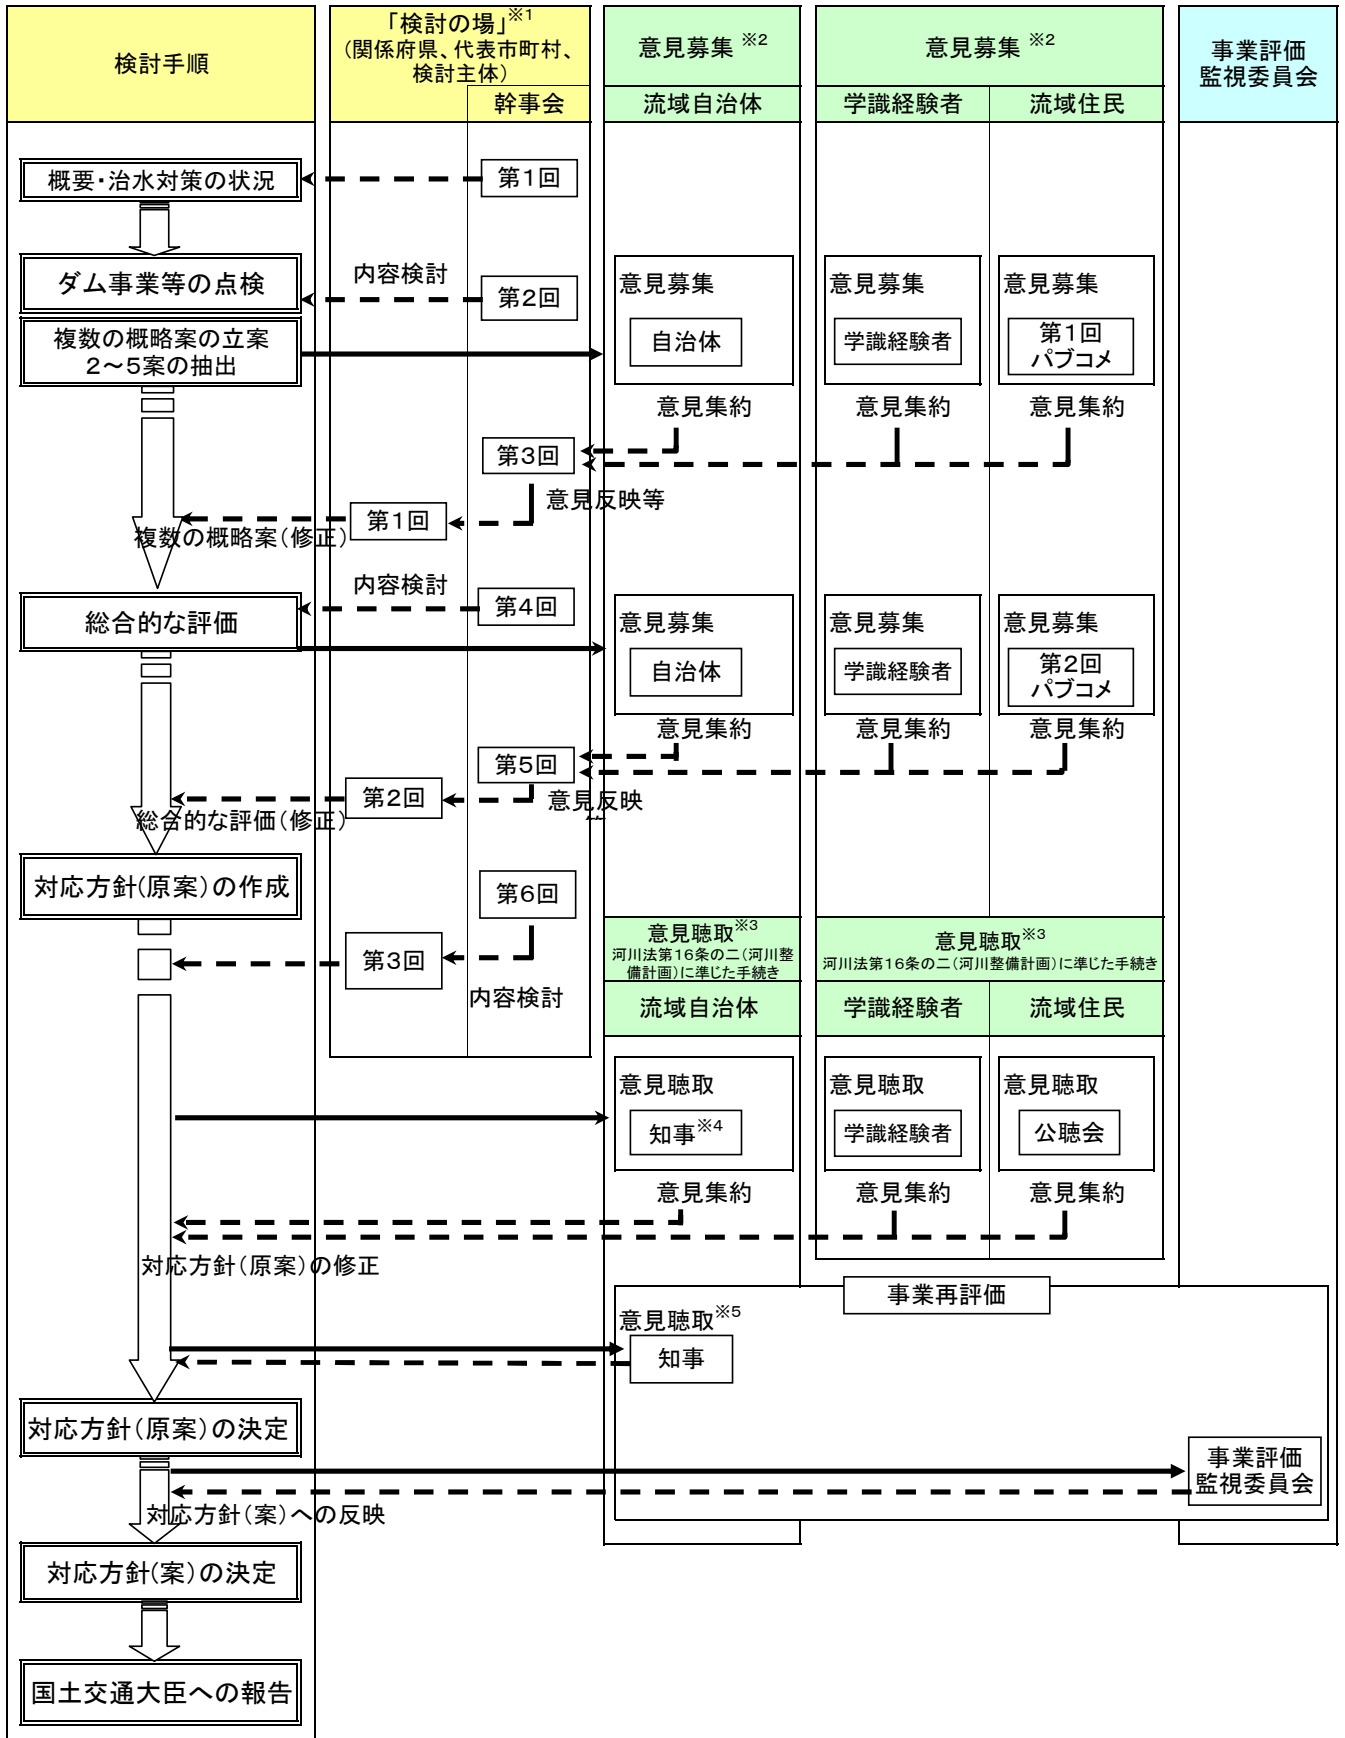 検討手順
「検討の場」※1
(関係府県、代表市町村、
検討主体)
幹事会
意見募集 ※2
流域自治体
意見募集 ※2
学識経験者
流域住民
事業評価
監視委員会
概要・治水対策の状況
第1回
ダム事業等の点検
内容検討
第2回
複数の概略案の立案
2~5案の抽出
意見募集
自治体
意見募集
学識経験者
意見募集
第1回
パブコメ
意見集約
意見集約
意見集約
第3回
意見反映等
第1回
複数の概略案(修正)
内容検討
第4回
総合的な評価
意見募集
自治体
意見募集
学識経験者
意見募集
第2回
パブコメ
意見集約
意見集約
意見集約
第5回
意見反映
第2回
総合的な評価(修正)
対応方針(原案)の作成
第6回
第3回
内容検討
意見聴取※3
河川法第16条の二(河川整
備計画)に準じた手続き
流域自治体
意見聴取※3
河川法第16条の二(河川整備計画)に準じた手続き
学識経験者
流域住民
意見聴取
知事※4
意見聴取
学識経験者
意見聴取
公聴会
意見集約
意見集約
意見集約
対応方針(原案)の修正
事業再評価
意見聴取※5
知事
対応方針(原案)の決定
事業評価
監視委員会
対応方針(案)への反映
対応方針(案)の決定
国土交通大臣への報告